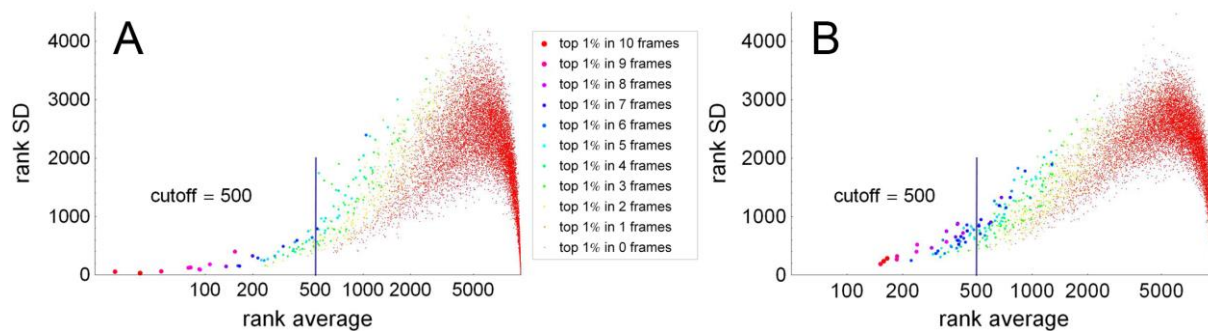 A
4000
3000
2000
1000
0
rank SD
cutoff = 500
100
200
500
1000
2000
5000
rank average
top 1% in 10 frames
top 1% in 9 frames
top 1% in 8 frames
top 1% in 7 frames
top 1% in 6 frames
top 1% in 5 frames
top 1% in 4 frames
top 1% in 3 frames
top 1% in 2 frames
top 1% in 1 frames
top 1% in 0 frames
B
4000
3000
2000
1000
0
rank SD
cutoff = 500
100
200
500
1000
2000
5000
rank average